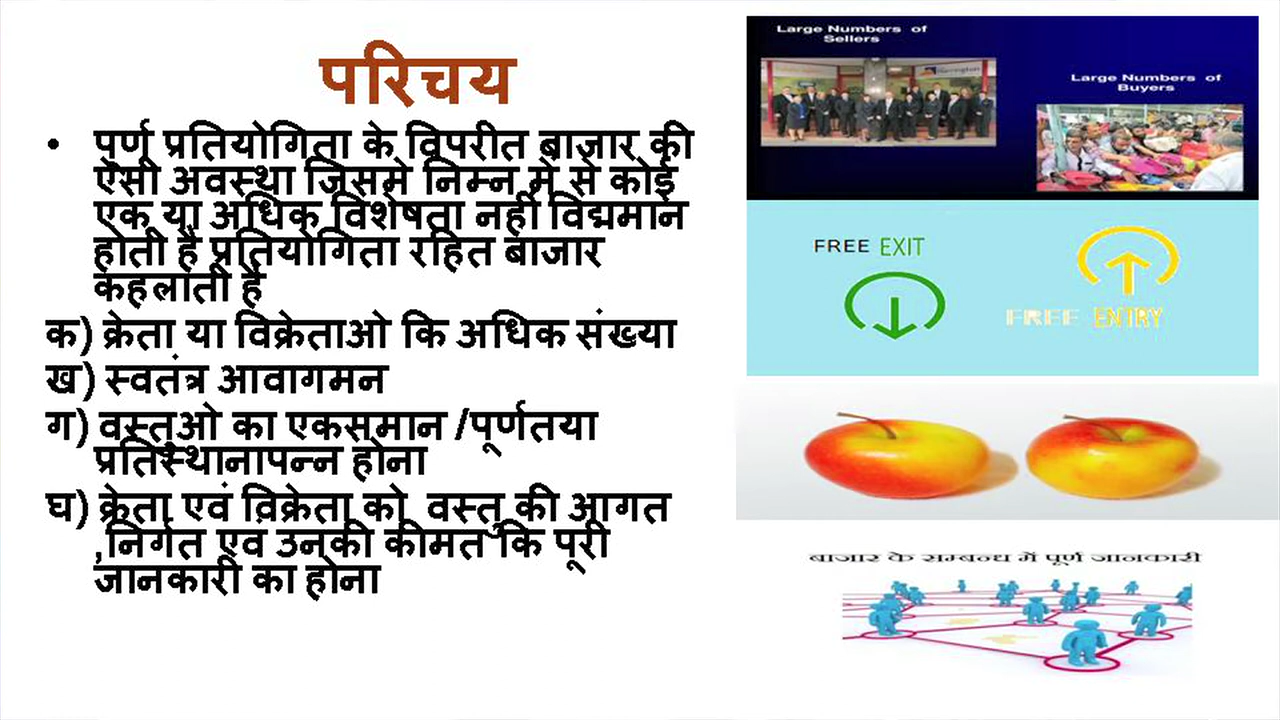 परिचय
• पुर्ण प्रतियोगिता के विपरीत बाजार की
ऐसी अवस्था जिसमे निम्न में से कोई
एक या अधिक विशेषता नहीं विद्यमान
होती है प्रतियोगिता रहित बाजार
कहलाती है
क) क्रेता या विक्रेताओ कि अधिक संख्या
ख) स्वतंत्र आवागमन
ग) वस्तुओ का एकसमान /पूर्णतया
प्रतिस्थानापन्न होना
घ) क्रेता एवं विक्रेता को वस्तु की आगत
,निर्गत एवं उनकी कीमत कि पूरी
जानकारी का होना
Large Numbers of
Sellers
Large Numbers of
Buyers
FREE EXIT
FREE ENTRY
बाजार के सम्बन्ध में पूर्ण जानकारी